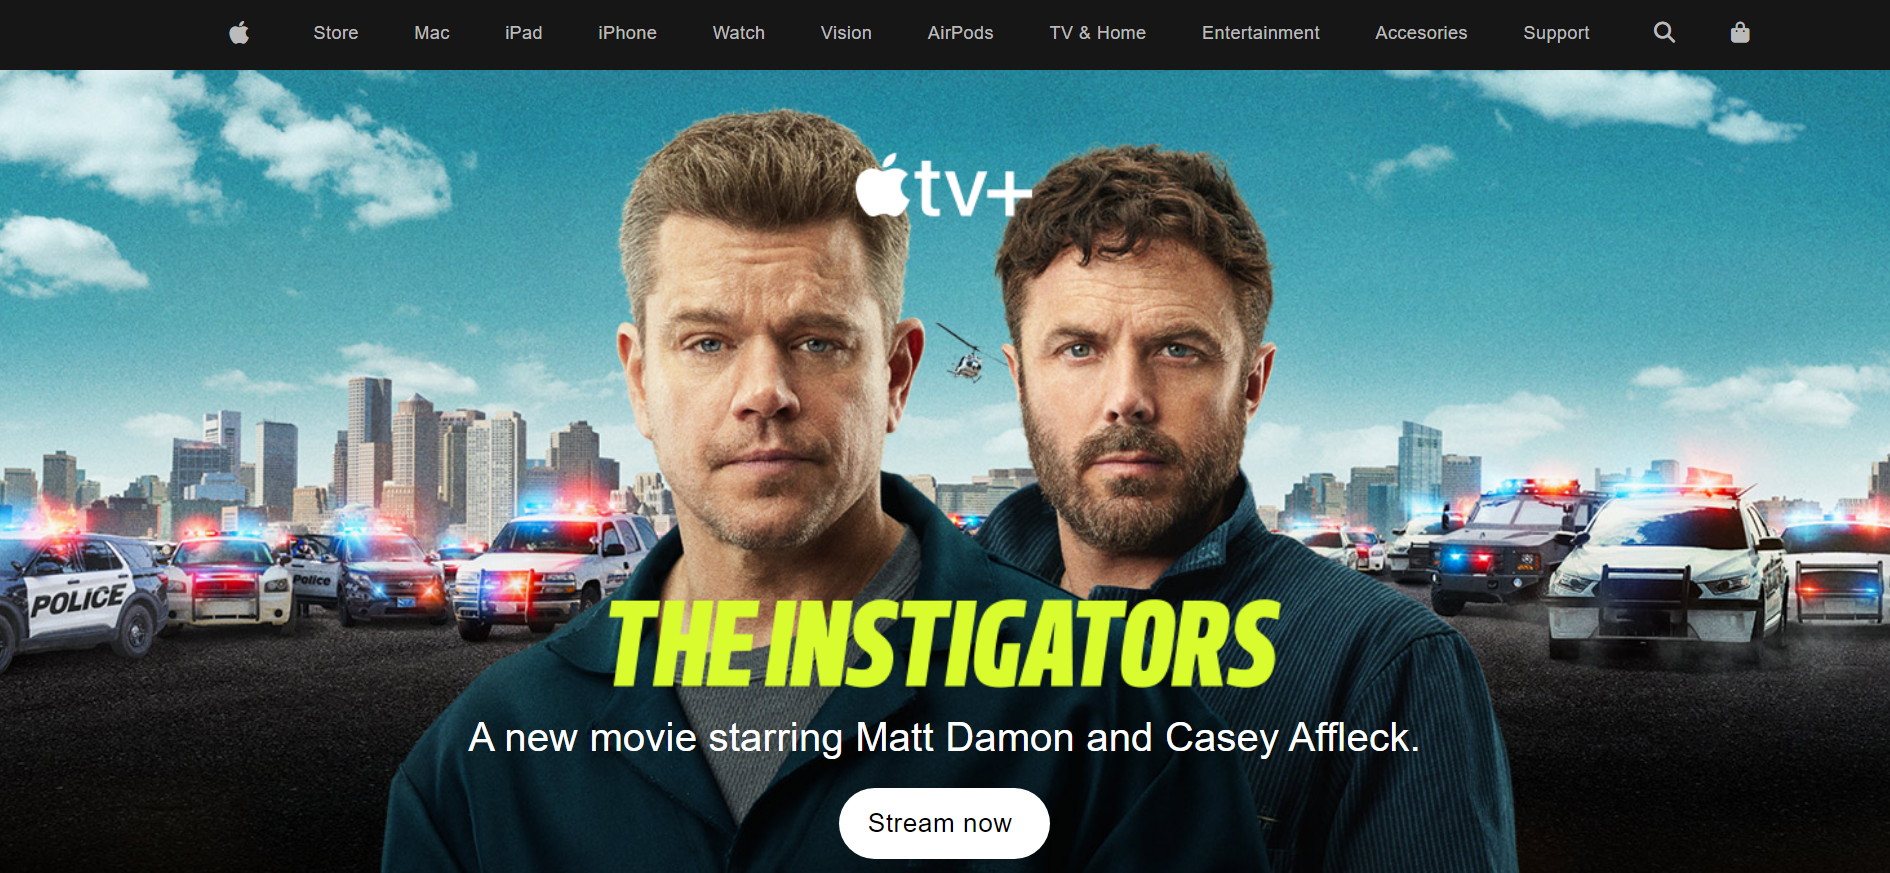 Store Mac iPad iPhone Watch Vision AirPods TV & Home Entertainment Accesories Support
tv+
POLICE
Police
THE INSTIGATORS
A new movie starring Matt Damon and Casey Affleck.
Stream now